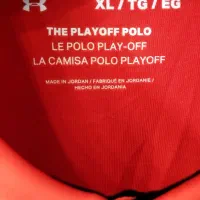 XL / TG / EG
THE PLAYOFF POLO
LE POLO PLAY-OFF
LA CAMISA POLO PLAYOFF
MADE IN JORDAN / FABRIQUÉ EN JORDANIE /
HECHO EN JORDANIA